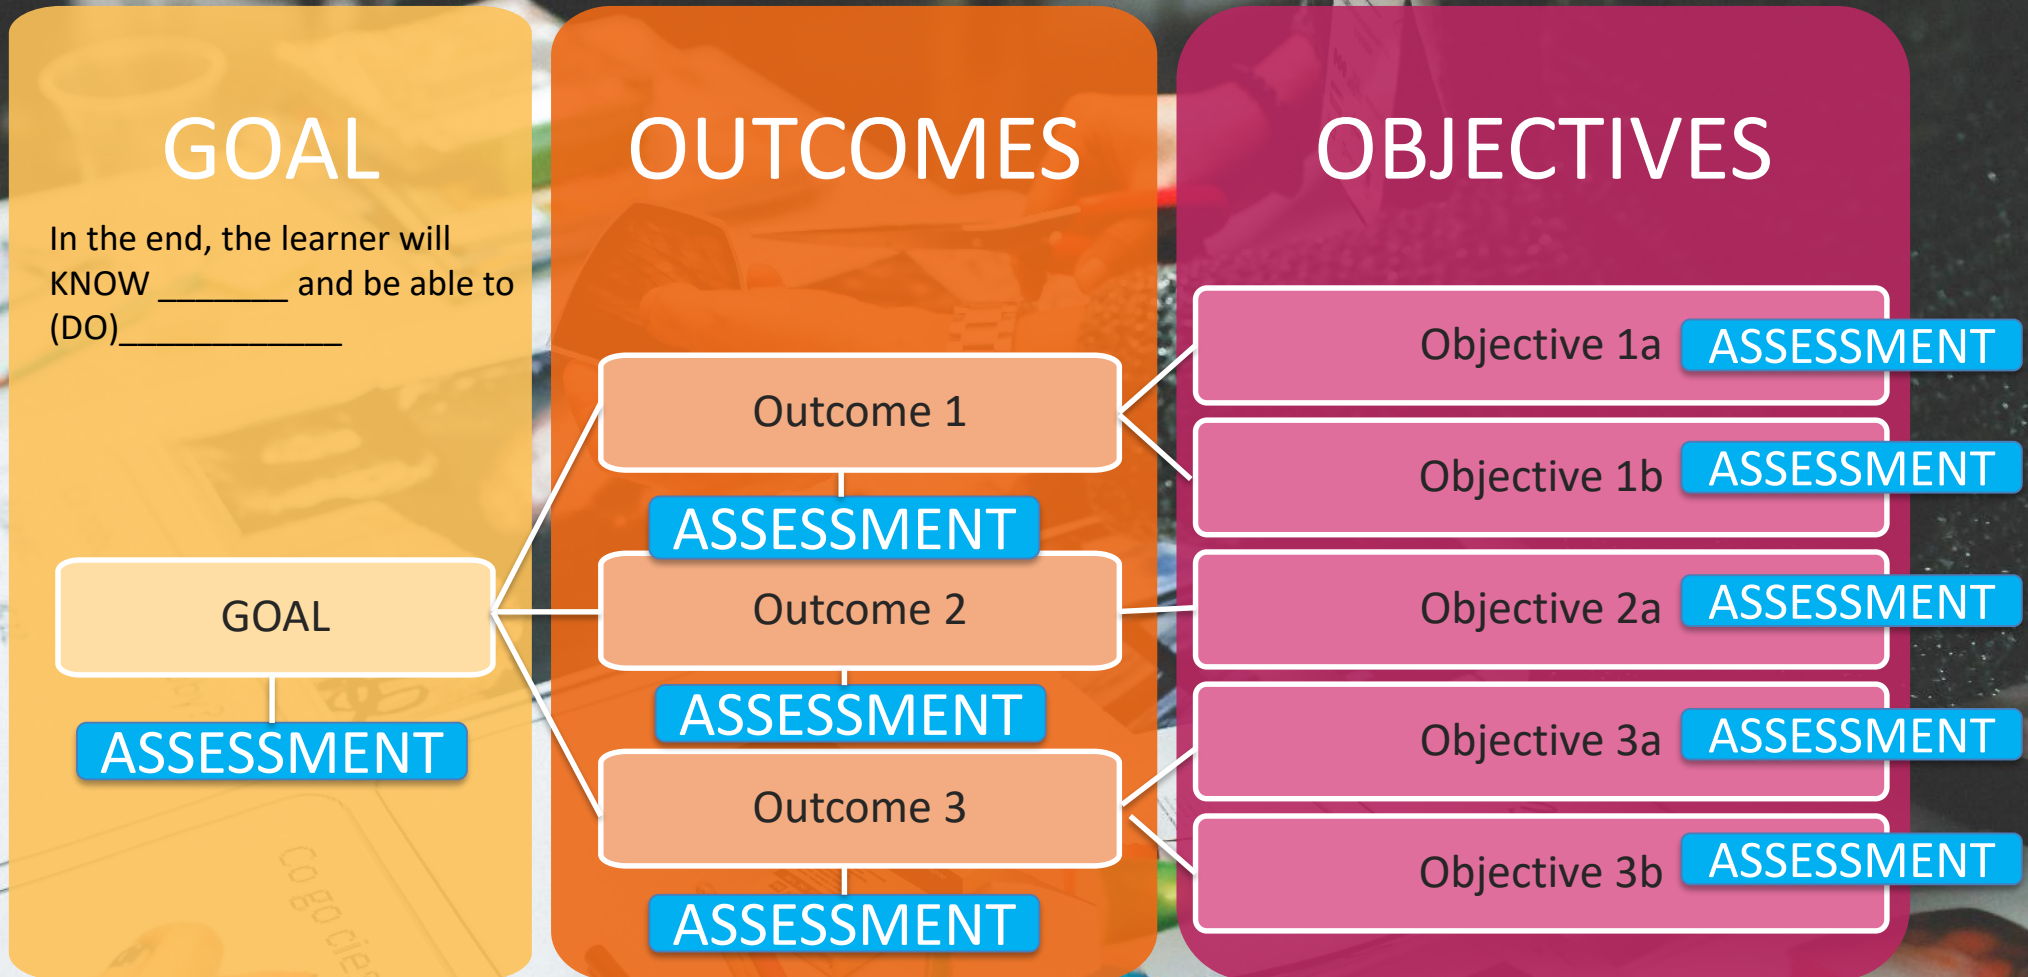 GOAL
In the end, the learner will
KNOW _______ and be able to
(DO)____________
GOAL
ASSESSMENT
OUTCOMES
Outcome 1
ASSESSMENT
Outcome 2
ASSESSMENT
Outcome 3
ASSESSMENT
OBJECTIVES
Objective 1a ASSESSMENT
Objective 1b ASSESSMENT
Objective 2a ASSESSMENT
Objective 3a ASSESSMENT
Objective 3b ASSESSMENT